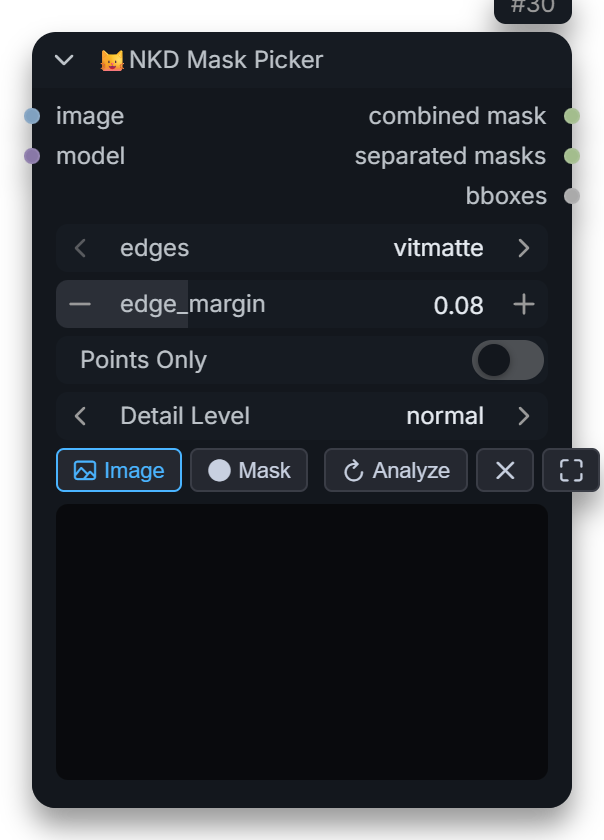 #30
NKD Mask Picker
image combined mask
model separated masks
bboxes
edges vitmatte
edge_margin 0.08
Points Only
Detail Level normal
Image Mask Analyze